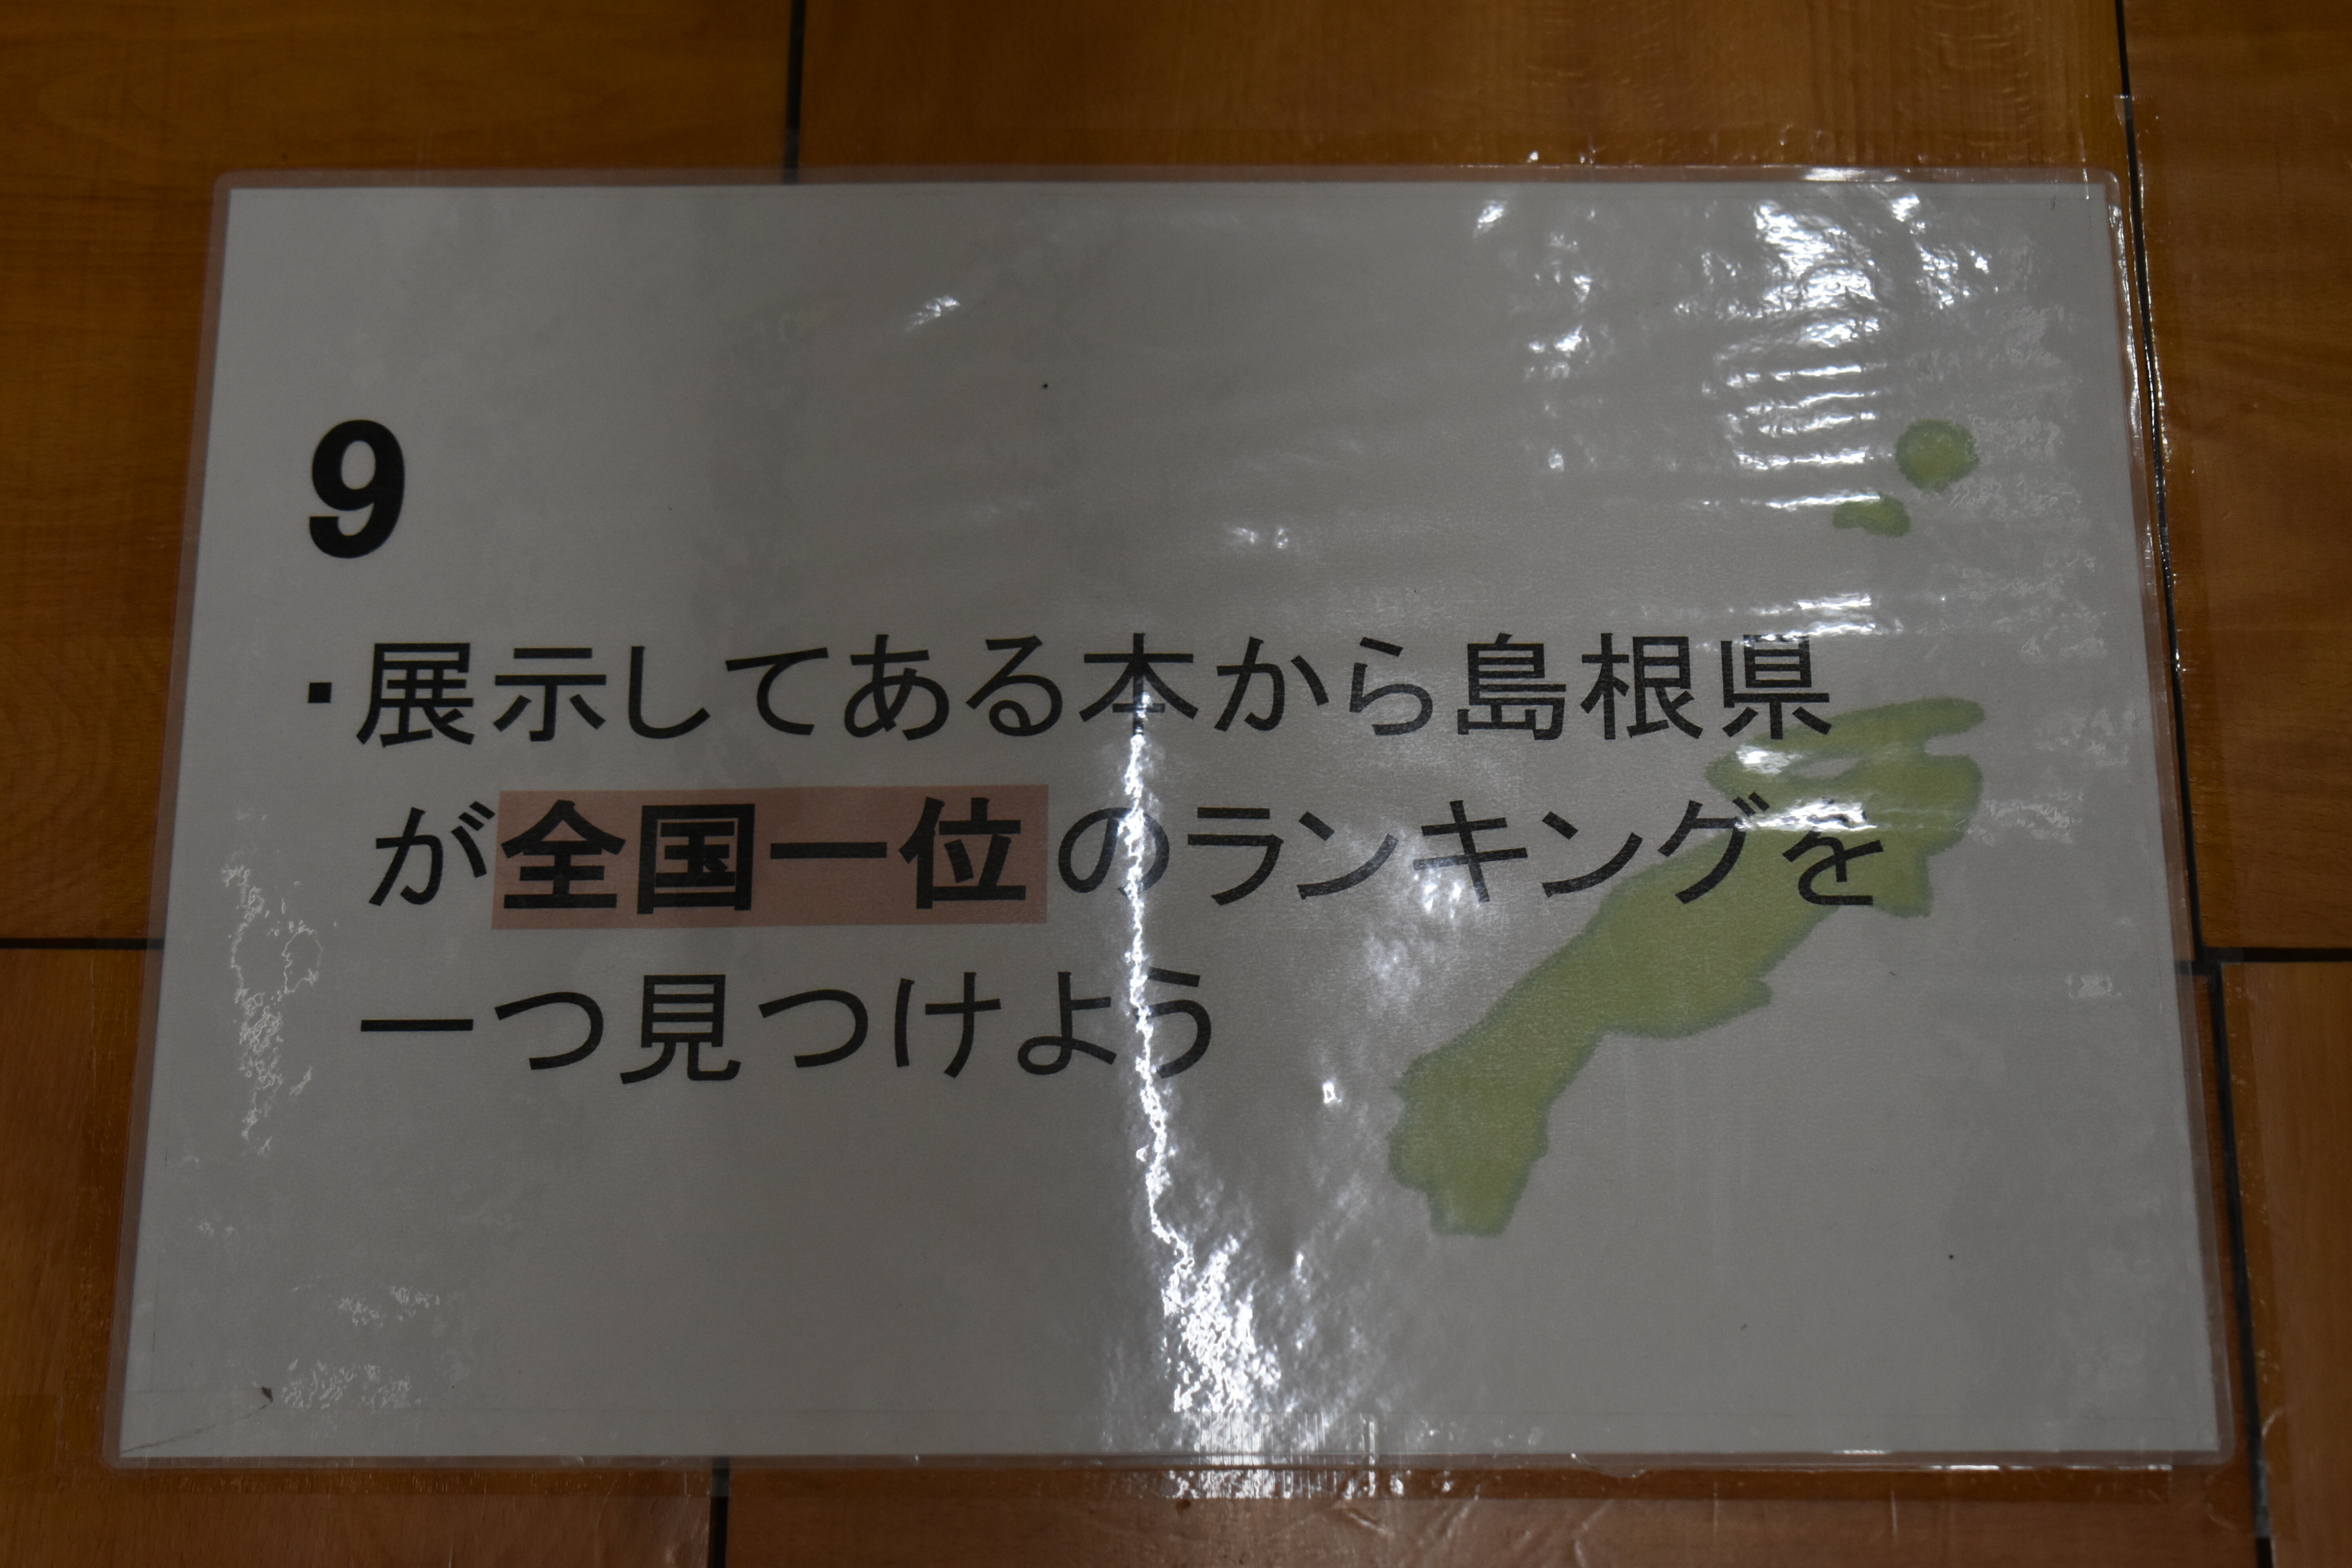 9
・展示してある本から島根県
が全国一位のランキングを
一つ見つけよう